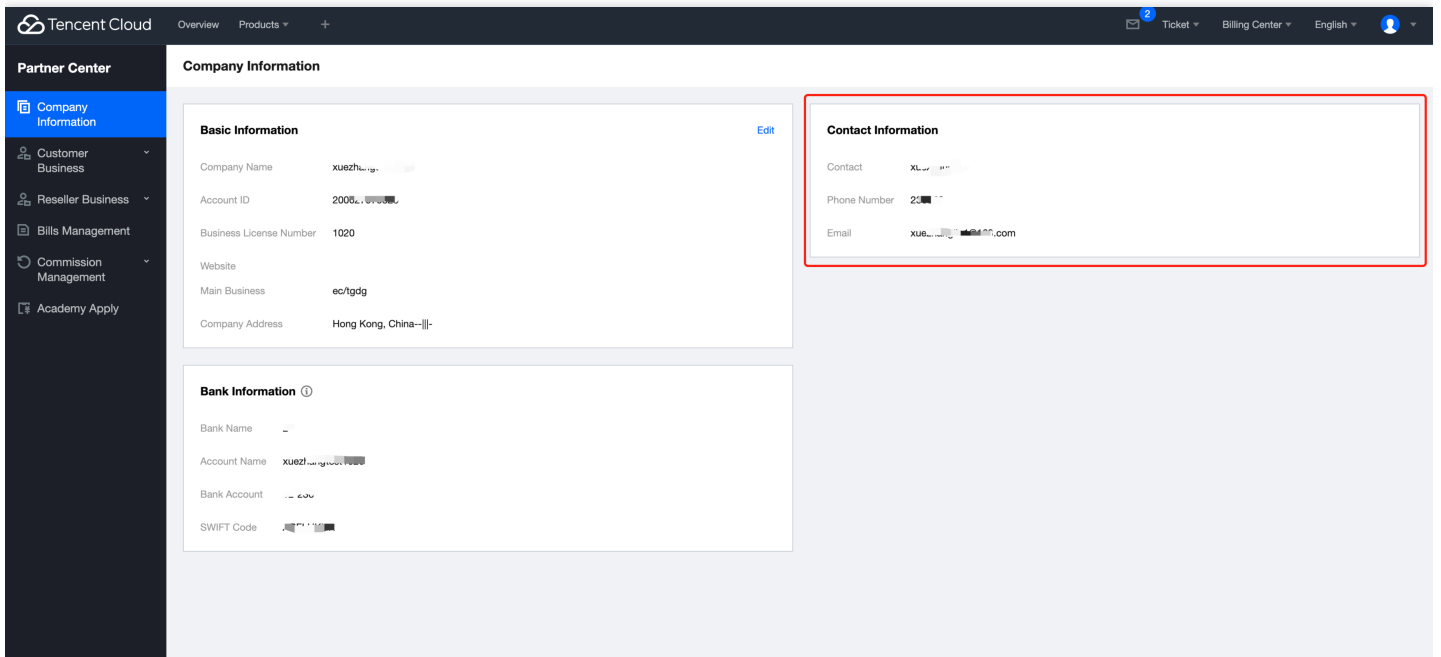 Tencent Cloud
Overview
Products
+
2
Ticket
Billing Center
English
Partner Center
Company Information
Customer Business
Reseller Business
Bills Management
Commission Management
Academy Apply
Company Information
Basic Information
Edit
Company Name
Account ID
Business License Number 1020
Website
Main Business ec/tgdg
Company Address Hong Kong, China--|||-
Bank Information
Bank Name
Account Name
Bank Account
SWIFT Code
Contact Information
Contact
Phone Number
Email .com